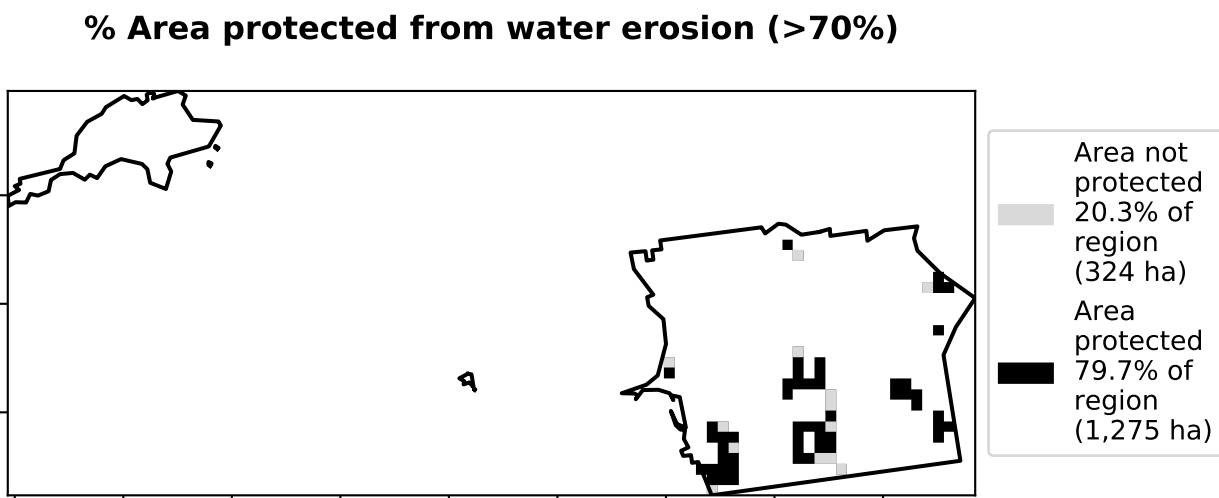 % Area protected from water erosion (>70%)
Area not
protected
20.3% of
region
(324 ha)
Area
protected
79.7% of
region
(1,275 ha)